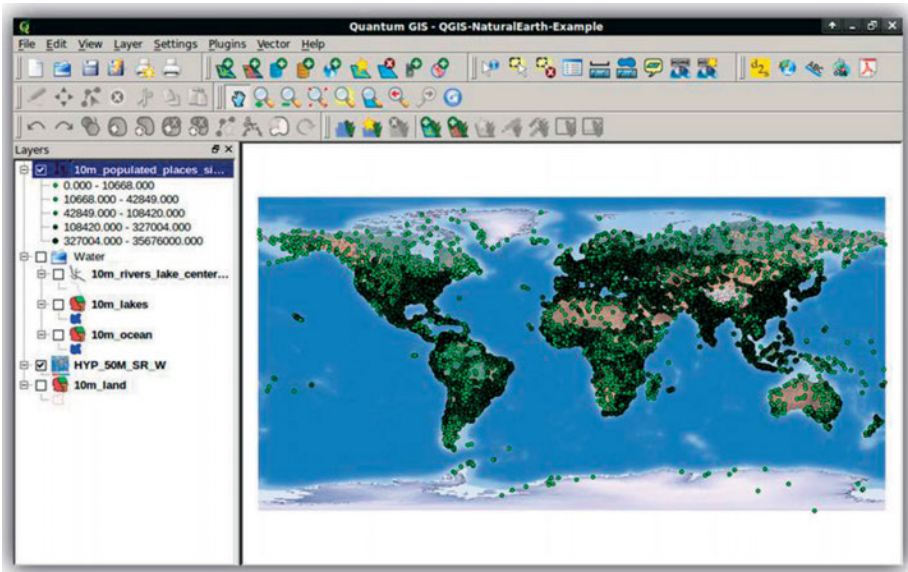 Quantum GIS - QGIS-NaturalEarth-Example
File Edit View Layer Settings Plugins Vector Help
Layers
10m_populated_places_si...
0.000 - 10668.000
10668.000 - 42849.000
42849.000 - 108420.000
108420.000 - 327004.000
327004.000 - 35676000.000
Water
10m_rivers_lake_center...
10m_lakes
10m_ocean
HYP_50M_SR_W
10m_land